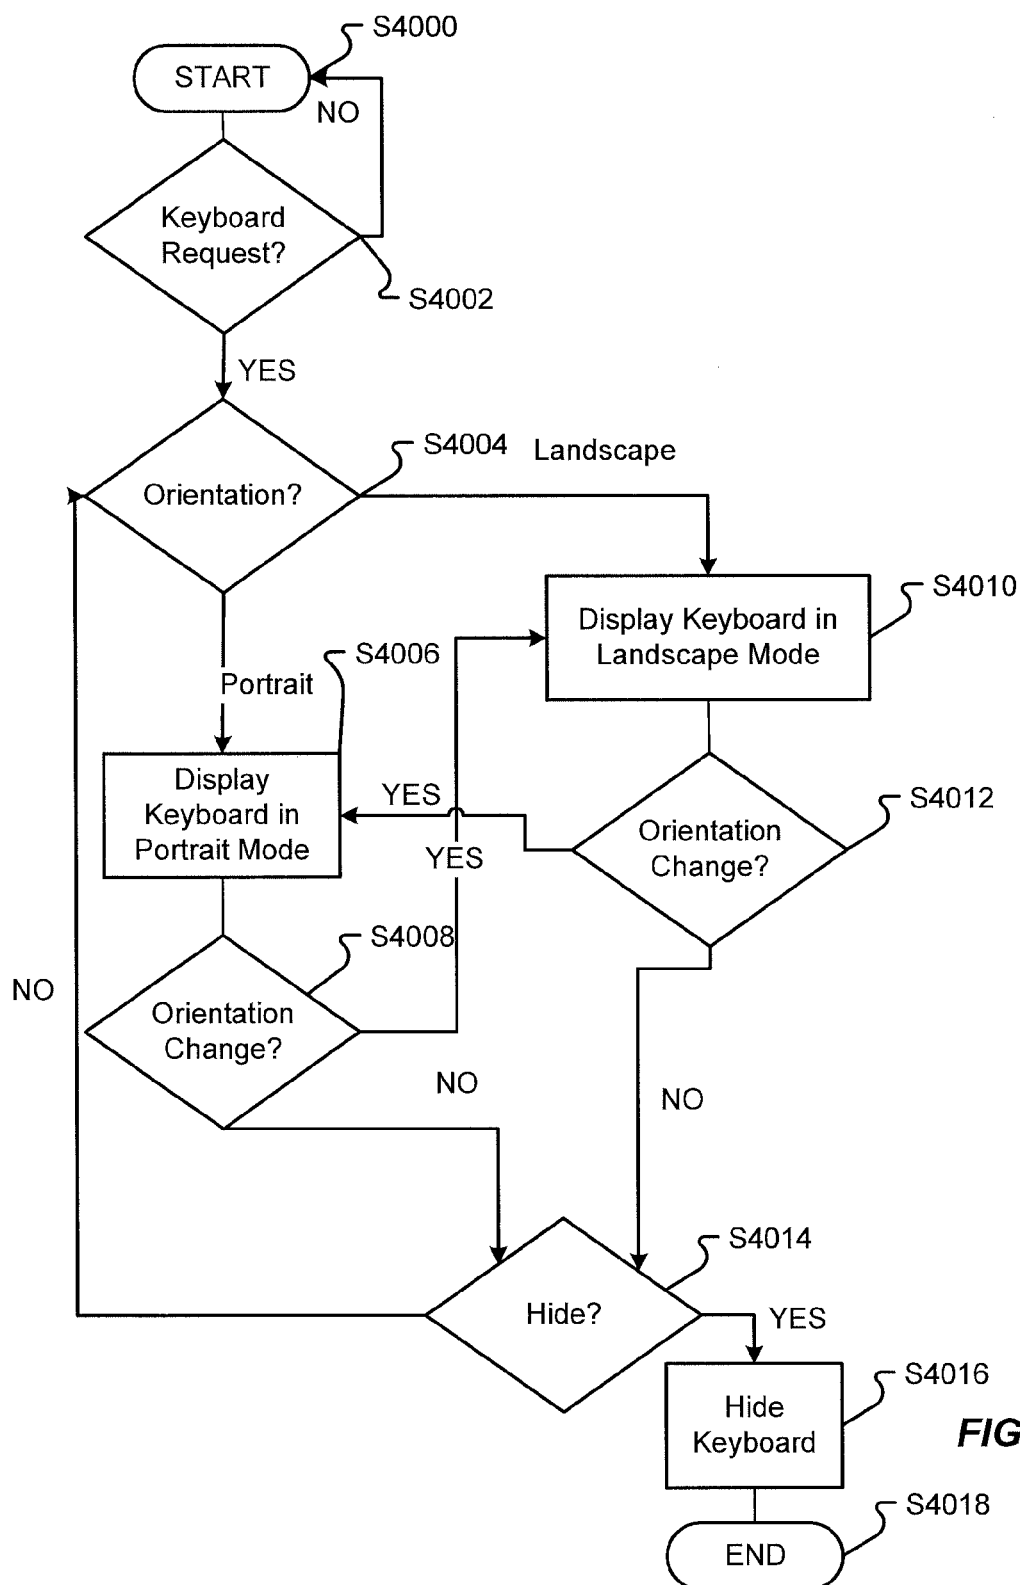 S4000
START
NO
Keyboard
Request?
S4002
YES
S4004
Landscape
Orientation?
S4010
Display Keyboard in
Landscape Mode
S4006
Portrait
Display
Keyboard in
Portrait Mode
YES
S4012
Orientation
Change?
YES
S4008
NO
Orientation
Change?
NO
NO
S4014
Hide?
YES
S4016
Hide
Keyboard
FIG
S4018
END